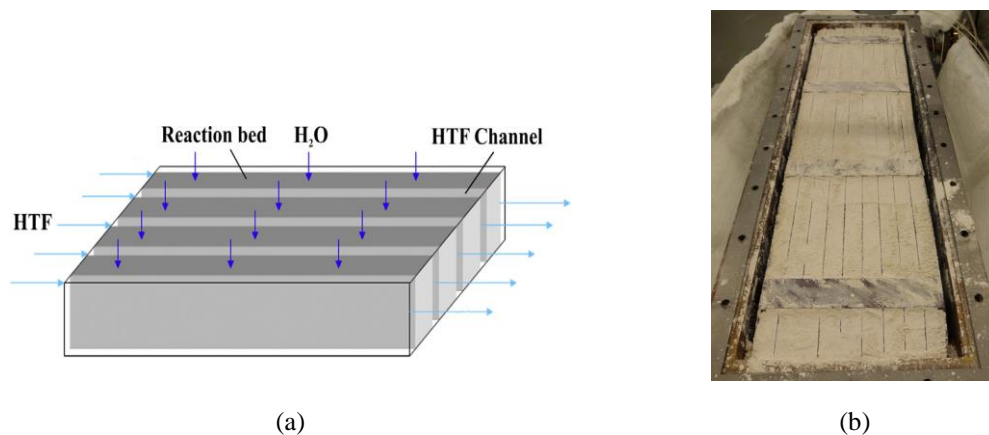 Reaction bed
H₂O
HTF Channel
HTF
(a)
(b)